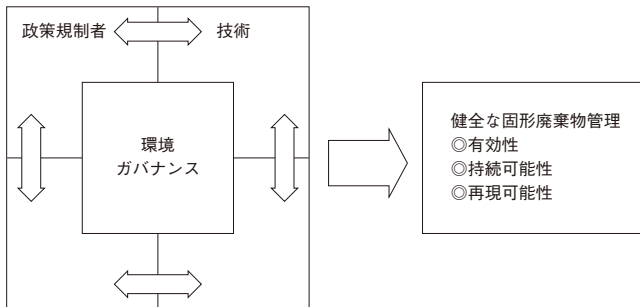 政策規制者
技術
環境
ガバナンス
健全な固形廃棄物管理
◎有効性
◎持続可能性
◎再現可能性